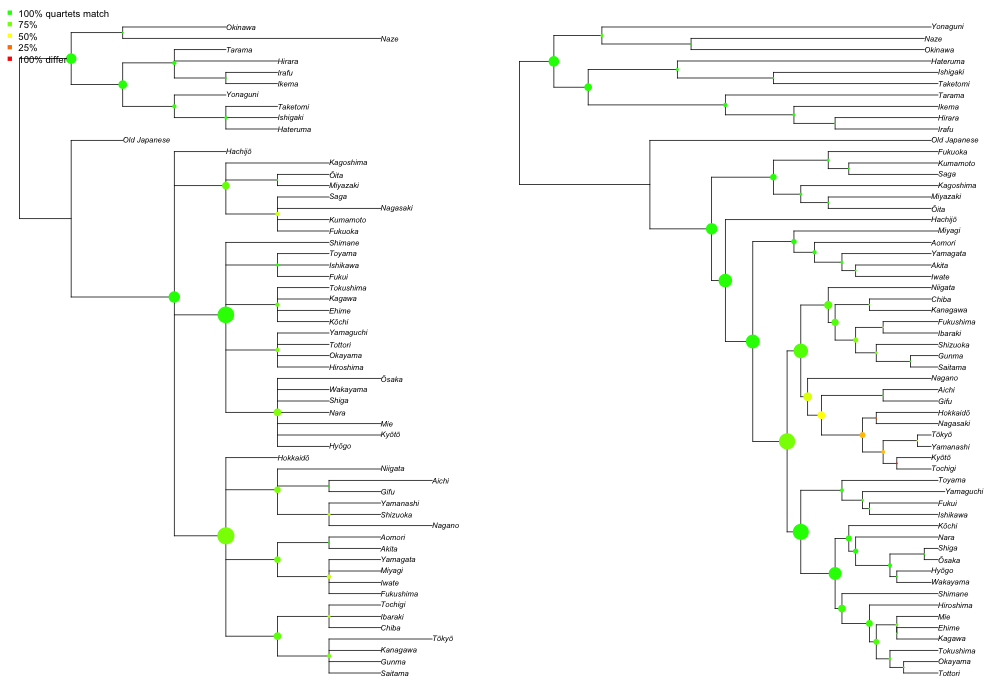 100% quartets match
75%
50%
25%
100% differ
Okinawa
Naze
Tarama
Hirara
Irafu
Ikema
Yonaguni
Taketomi
Ishigaki
Hateruma
Old Japanese
Hachijō
Kagoshima
Ōita
Miyazaki
Saga
Nagasaki
Kumamoto
Fukuoka
Shimane
Toyama
Ishikawa
Fukui
Tokushima
Kagawa
Ehime
Kōchi
Yamaguchi
Tottori
Okayama
Hiroshima
Ōsaka
Wakayama
Shiga
Nara
Mie
Kyōtō
Hyōgo
Hokkaidō
Niigata
Aichi
Gifu
Yamanashi
Shizuoka
Nagano
Aomori
Akita
Yamagata
Miyagi
Iwate
Fukushima
Tochigi
Ibaraki
Chiba
Tōkyō
Kanagawa
Gunma
Saitama
Yonaguni
Naze
Okinawa
Hateruma
Ishigaki
Taketomi
Tarama
Ikema
Hirara
Irafu
Old Japanese
Fukuoka
Kumamoto
Saga
Kagoshima
Miyazaki
Ōita
Hachijō
Miyagi
Aomori
Yamagata
Akita
Iwate
Niigata
Chiba
Kanagawa
Fukushima
Ibaraki
Shizuoka
Gunma
Saitama
Nagano
Aichi
Gifu
Hokkaidō
Nagasaki
Tōkyō
Yamanashi
Kyōtō
Tochigi
Toyama
Yamaguchi
Fukui
Ishikawa
Kōchi
Nara
Shiga
Ōsaka
Hyōgo
Wakayama
Shimane
Hiroshima
Mie
Ehime
Kagawa
Tokushima
Okayama
Tottori